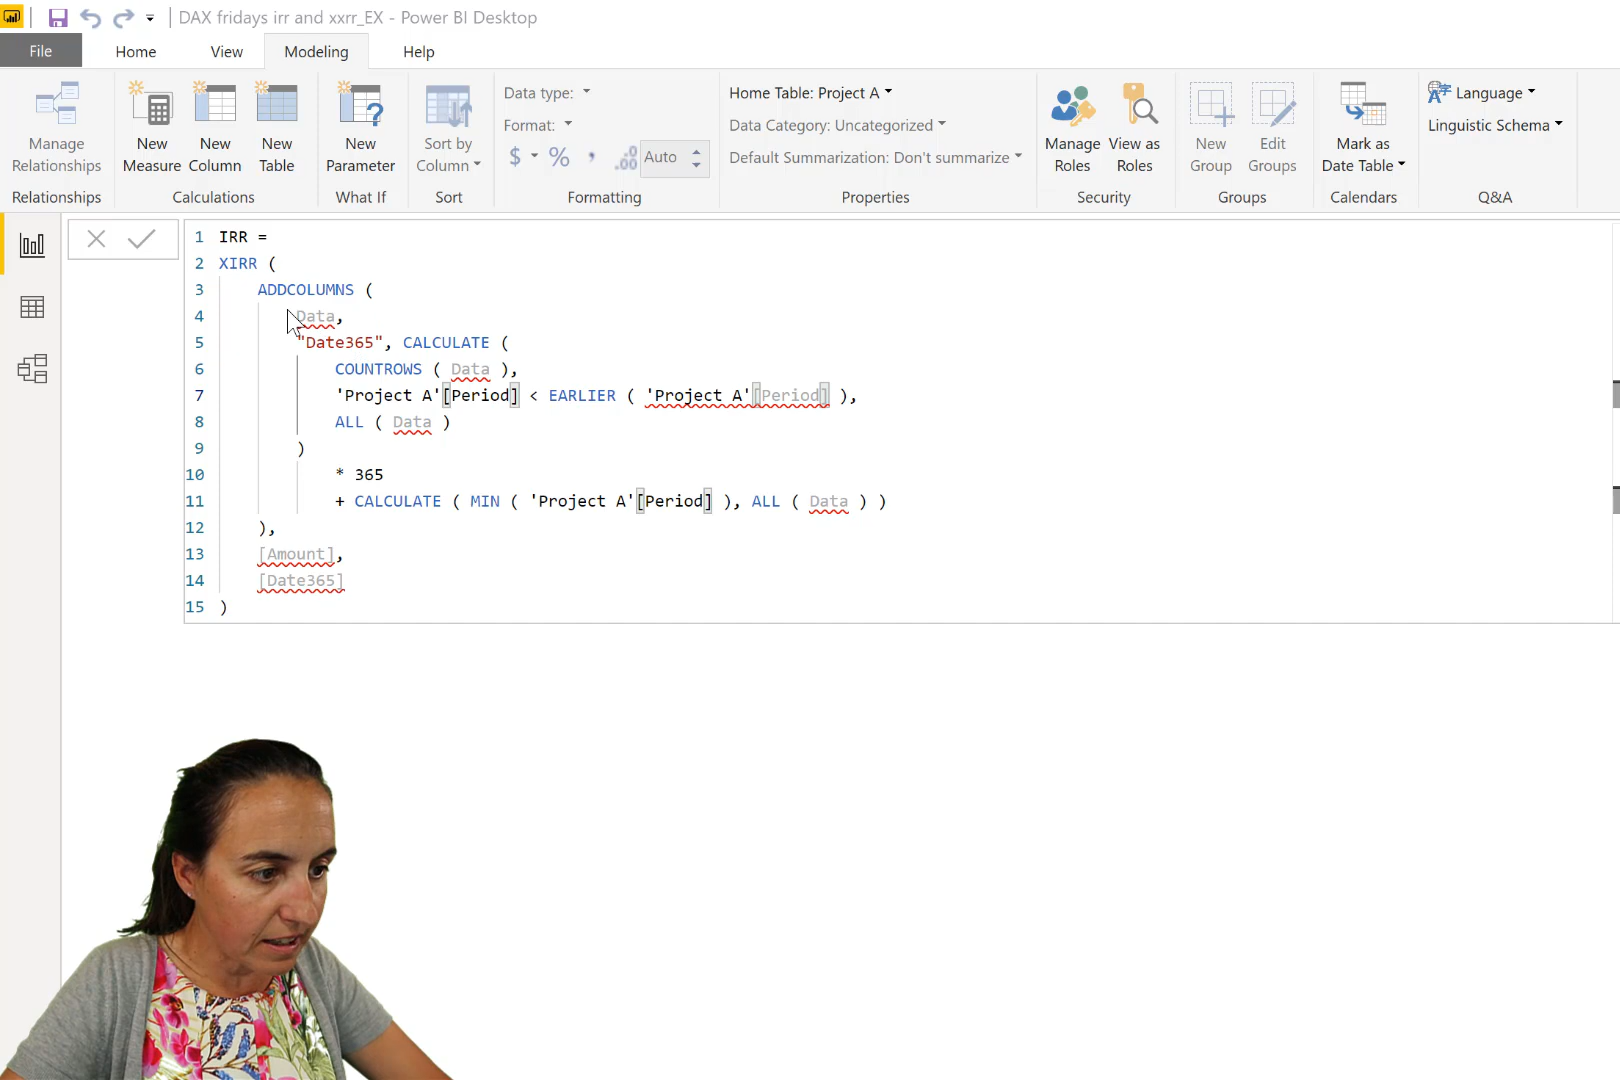 DAX fridays irr and xxrr_EX - Power BI Desktop
File Home View Modeling Help
Manage Relationships
New Measure
New Column
New Table
New Parameter
Sort by Column
Data type:
Format:
$ % , .00 Auto
Home Table: Project A
Data Category: Uncategorized
Default Summarization: Don't summarize
Manage Roles
View as Roles
New Group
Edit Groups
Mark as Date Table
Language
Linguistic Schema
Relationships Calculations What If Sort Formatting Properties Security Groups Calendars Q&A
1 IRR =
2 XIRR (
3 ADDCOLUMNS (
4 Data,
5 "Date365", CALCULATE (
6 COUNTROWS ( Data ),
7 'Project A'[Period] < EARLIER ( 'Project A'[Period] ),
8 ALL ( Data )
9 )
10 * 365
11 + CALCULATE ( MIN ( 'Project A'[Period] ), ALL ( Data ) )
12 ),
13 [Amount],
14 [Date365]
15 )